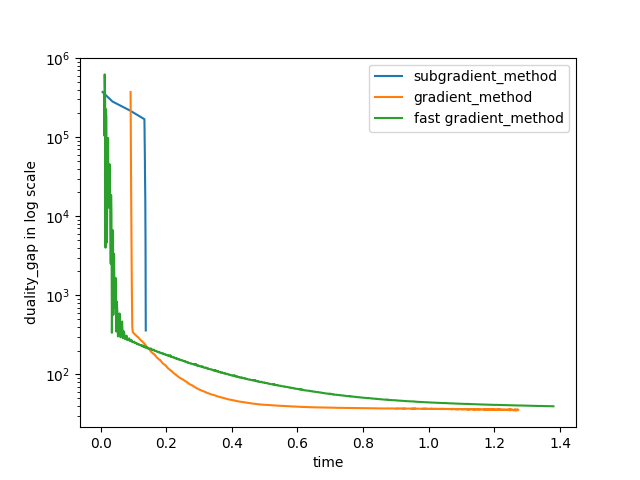 subgradient_method
gradient_method
fast gradient_method
duality_gap in log scale
10^6
10^5
10^4
10^3
10^2
0.0 0.2 0.4 0.6 0.8 1.0 1.2 1.4
time